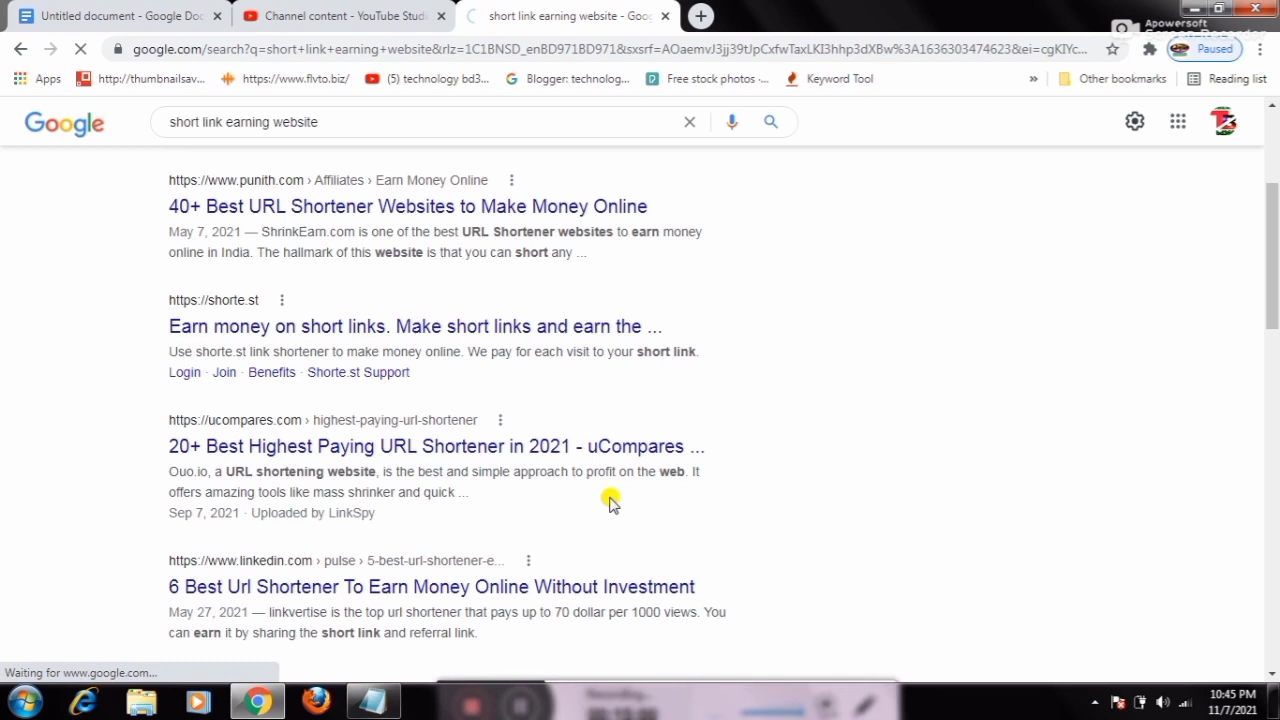 Untitled document - Google Doc
Channel content - YouTube Studi
short link earning website - Goo
Apowersoft
google.com/search?q=short+link+earning+website&rlz=1C1BNSD_enBD971BD971&sxsrf=AOaemvJ3jj39tUpCxfwTaxLKI3hhp3dXBw%3A1636303474623&ei=cgKIYc...
Paused
Apps
http://thumbnailsav...
https://www.flvto.biz/
(5) technology bd3...
Blogger: technolog...
Free stock photos ·...
Keyword Tool
»
Other bookmarks
Reading list
Google
short link earning website
https://www.punith.com › Affiliates › Earn Money Online
40+ Best URL Shortener Websites to Make Money Online
May 7, 2021 — ShrinkEarn.com is one of the best URL Shortener websites to earn money
online in India. The hallmark of this website is that you can short any ...
https://shorte.st
Earn money on short links. Make short links and earn the ...
Use shorte.st link shortener to make money online. We pay for each visit to your short link.
Login · Join · Benefits · Shorte.st Support
https://ucompares.com › highest-paying-url-shortener
20+ Best Highest Paying URL Shortener in 2021 - uCompares ...
Ouo.io, a URL shortening website, is the best and simple approach to profit on the web. It
offers amazing tools like mass shrinker and quick ...
Sep 7, 2021 · Uploaded by LinkSpy
https://www.linkedin.com › pulse › 5-best-url-shortener-e...
6 Best Url Shortener To Earn Money Online Without Investment
May 27, 2021 — linkvertise is the top url shortener that pays up to 70 dollar per 1000 views. You
can earn it by sharing the short link and referral link.
Waiting for www.google.com...
10:45 PM
11/7/2021